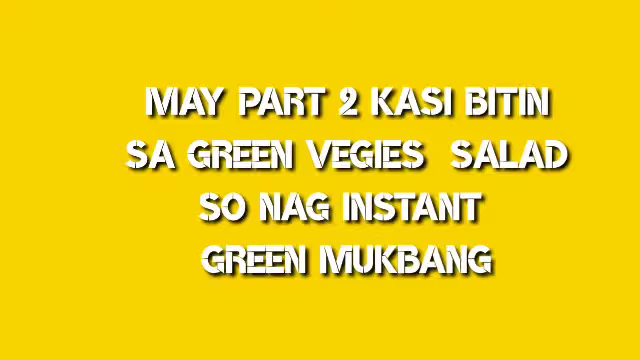 MAY PART 2 KASI BITIN
SA GREEN VEGIES SALAD
SO NAG INSTANT
GREEN MUKBANG